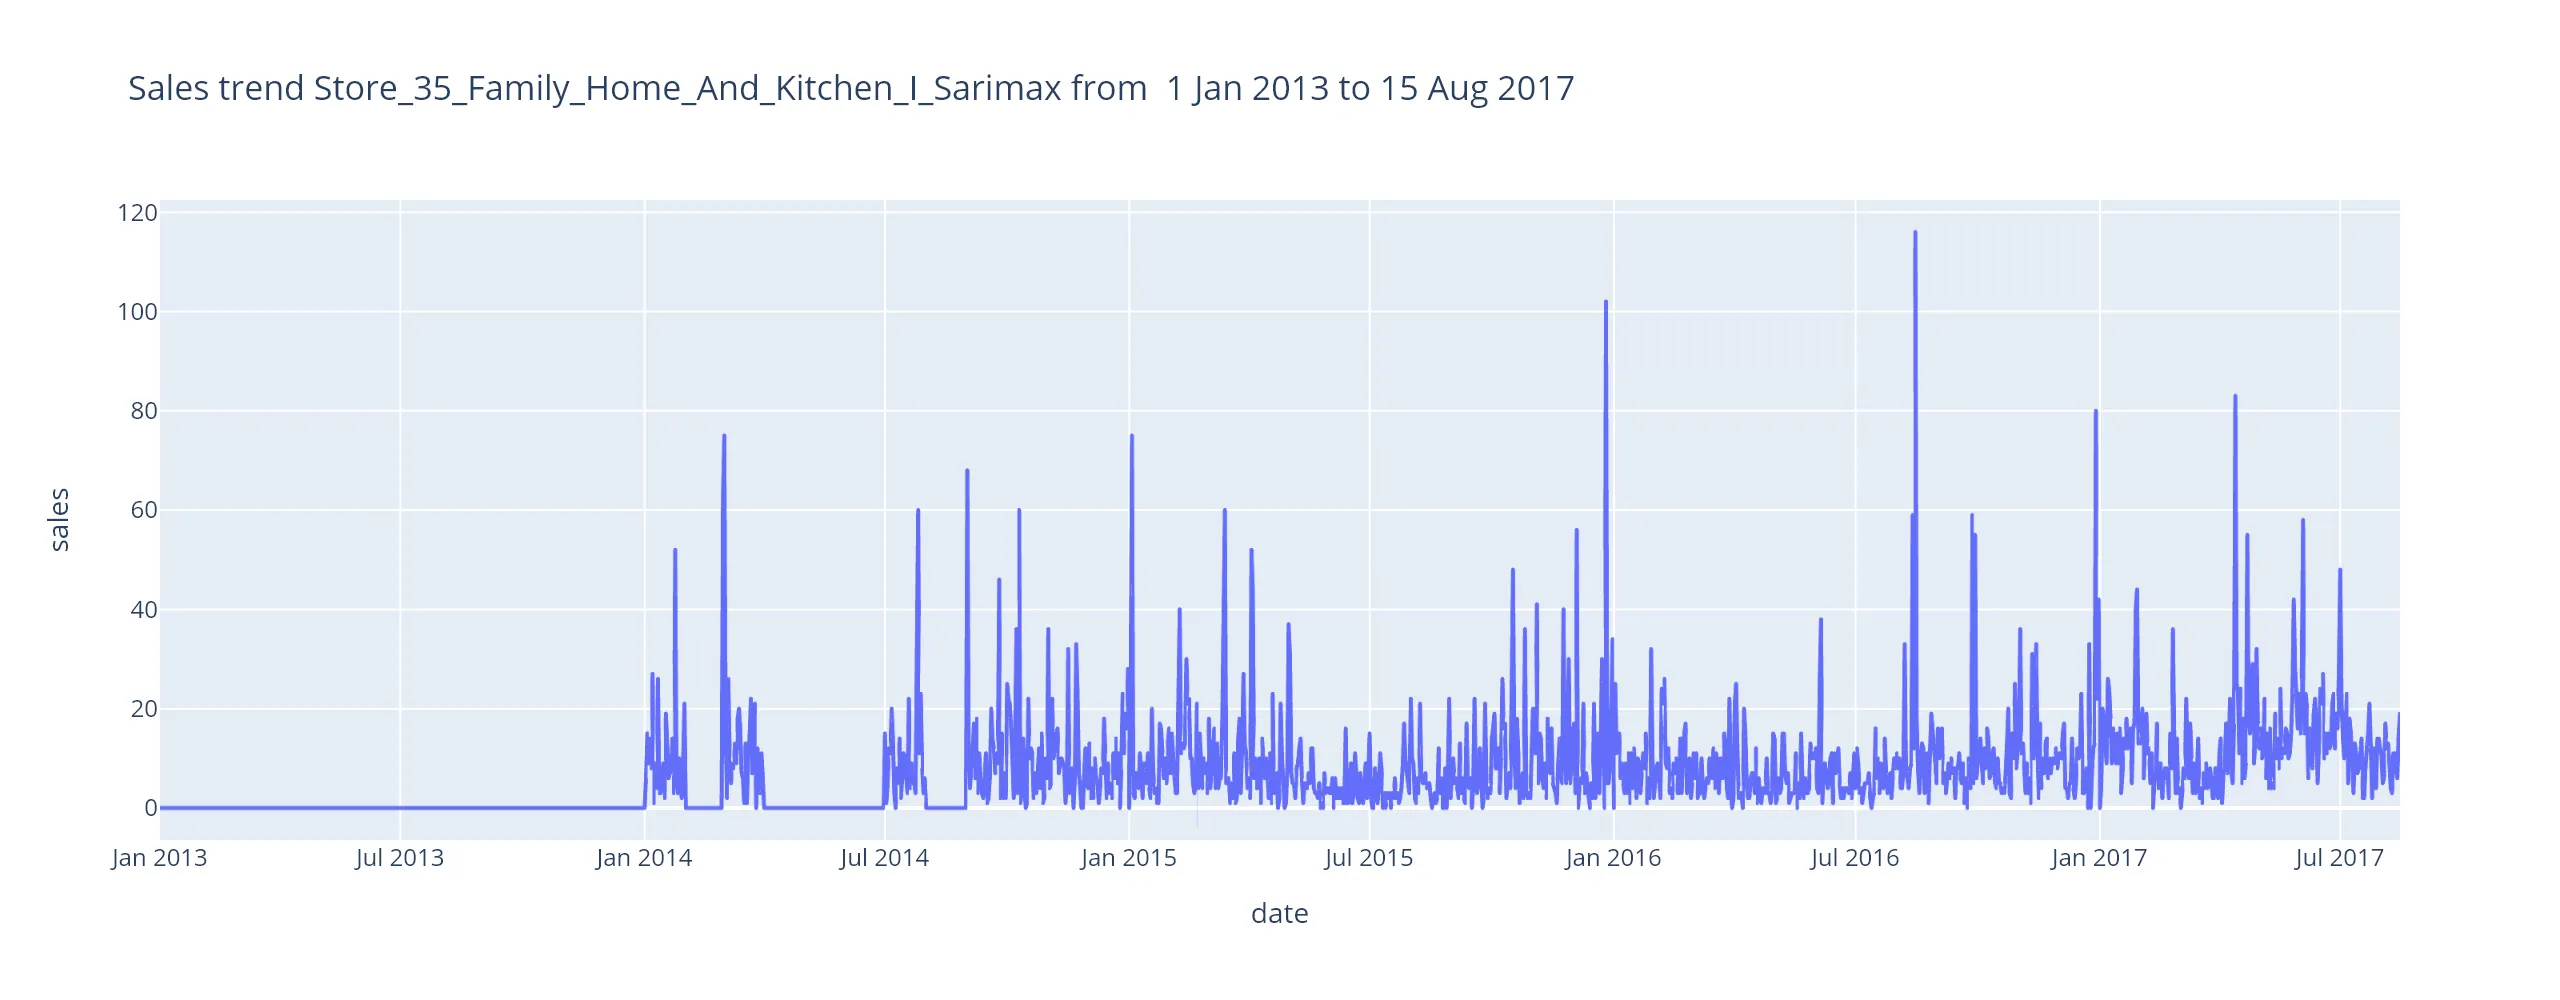 Sales trend Store_35_Family_Home_And_Kitchen_I_Sarimax from  1 Jan 2013 to 15 Aug 2017
120
100
80
60
40
20
0
sales
Jan 2013 Jul 2013 Jan 2014 Jul 2014 Jan 2015 Jul 2015 Jan 2016 Jul 2016 Jan 2017 Jul 2017
date